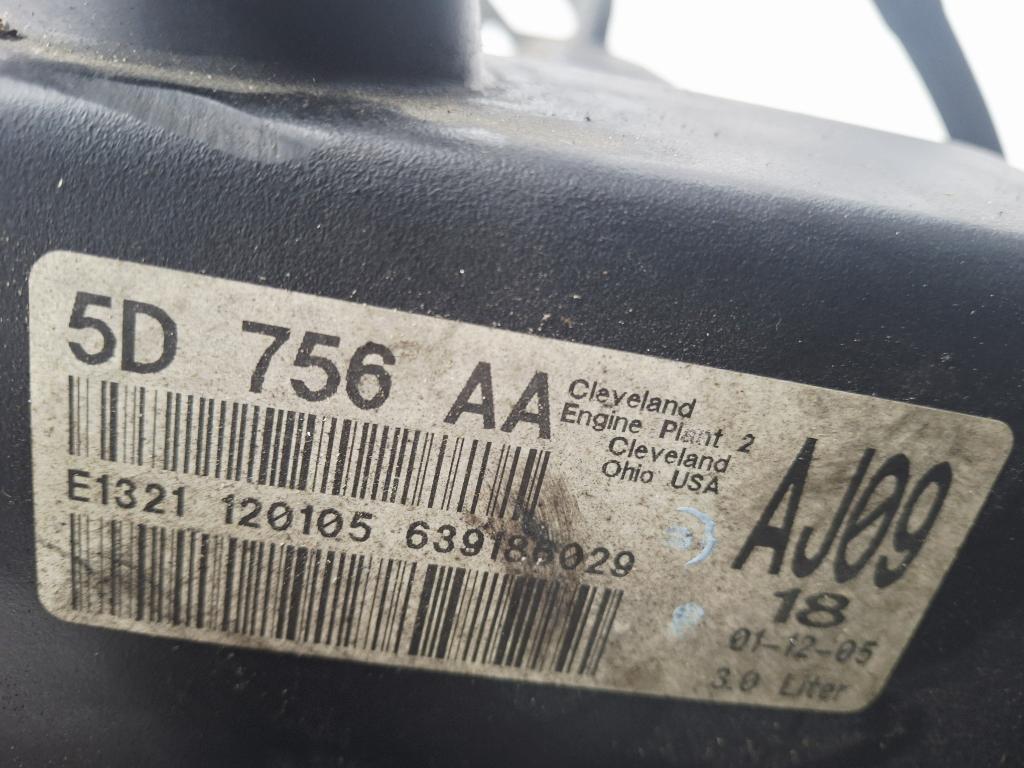 5D 756 AA
Cleveland
Engine Plant 2
Cleveland
Ohio USA
E1321 120105 639186029
AJ09
18
01-12-05
3.0 Liter